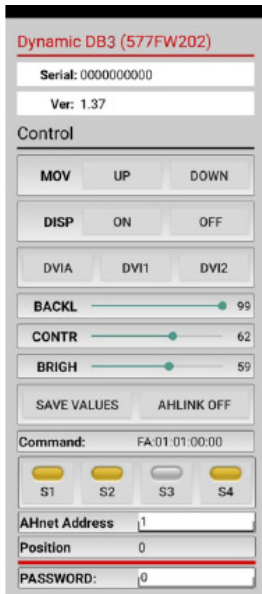 Dynamic DB3 (577FW202)
Serial: 0000000000
Ver: 1.37
Control
MOV UP DOWN
DISP ON OFF
DVIA DVI1 DVI2
BACKL 99
CONTR 62
BRIGH 59
SAVE VALUES AHLINK OFF
Command: FA:01:01:00:00
S1 S2 S3 S4
AHnet Address 1
Position 0
PASSWORD: 0